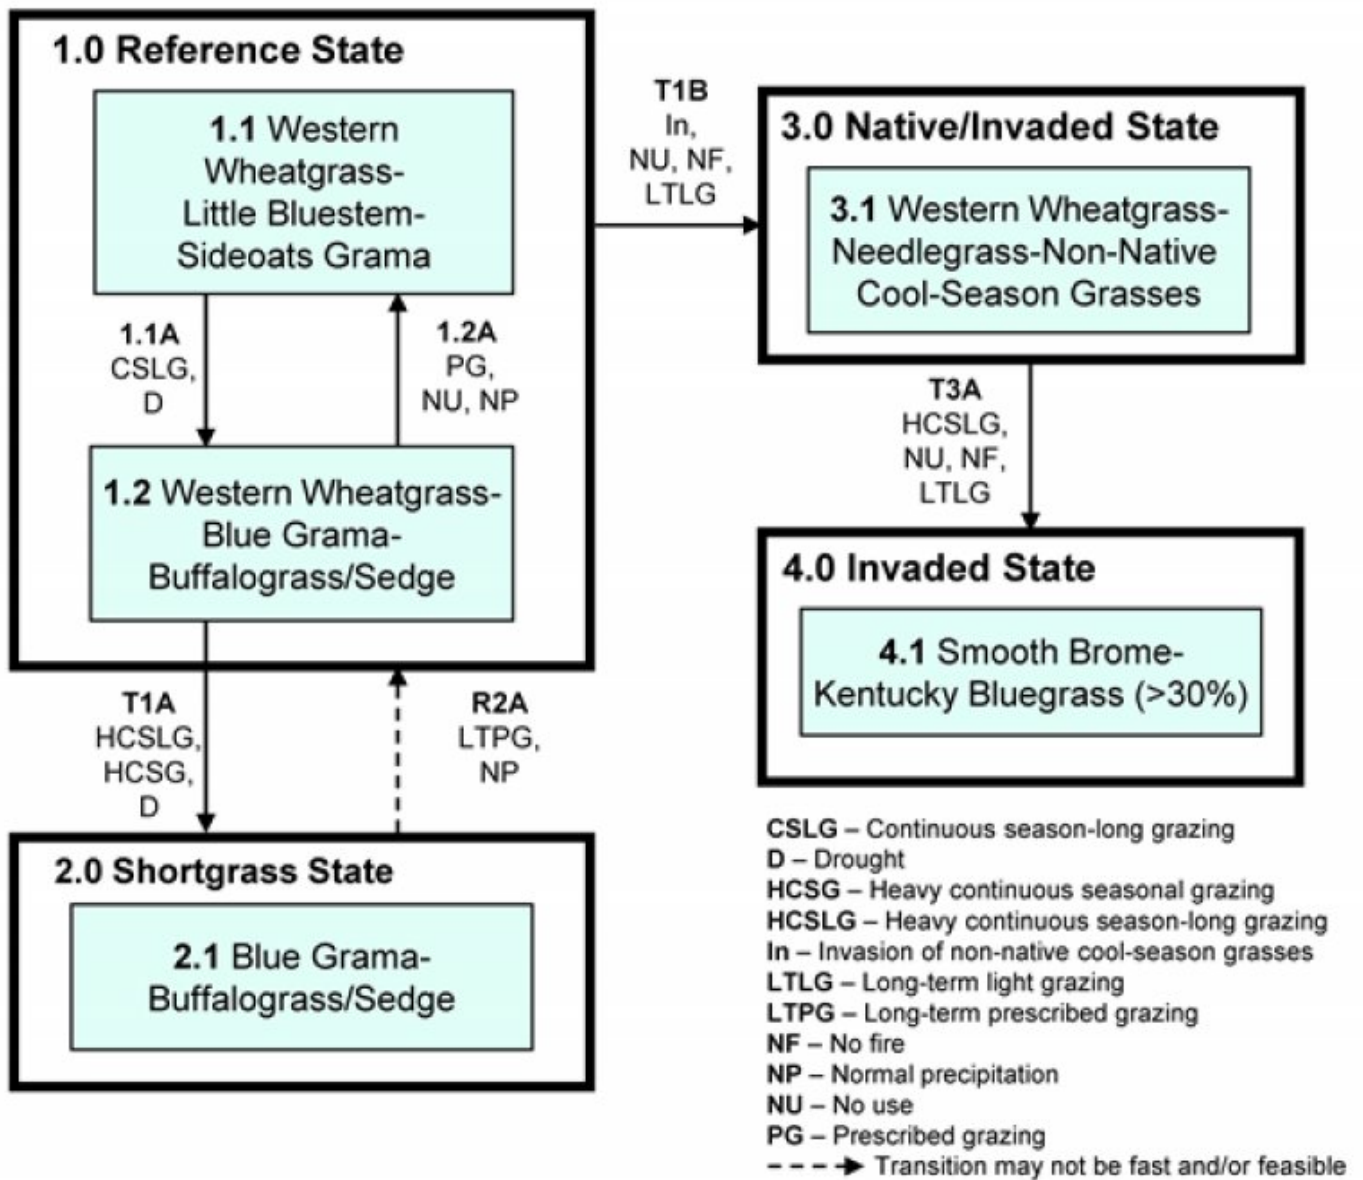 1.0 Reference State
1.1 Western
Wheatgrass-
Little Bluestem-
Sideoats Grama
1.1A
CSLG,
D
1.2A
PG,
NU, NP
1.2 Western Wheatgrass-
Blue Grama-
Buffalograss/Sedge
T1A
HCSLG,
HCSG,
D
R2A
LTPG,
NP
2.0 Shortgrass State
2.1 Blue Grama-
Buffalograss/Sedge
T1B
In,
NU, NF,
LTLG
3.0 Native/Invaded State
3.1 Western Wheatgrass-
Needlegrass-Non-Native
Cool-Season Grasses
T3A
HCSLG,
NU, NF,
LTLG
4.0 Invaded State
4.1 Smooth Brome-
Kentucky Bluegrass (>30%)
CSLG – Continuous season-long grazing
D – Drought
HCSG – Heavy continuous seasonal grazing
HCSLG – Heavy continuous season-long grazing
In – Invasion of non-native cool-season grasses
LTLG – Long-term light grazing
LTPG – Long-term prescribed grazing
NF – No fire
NP – Normal precipitation
NU – No use
PG – Prescribed grazing
Transition may not be fast and/or feasible